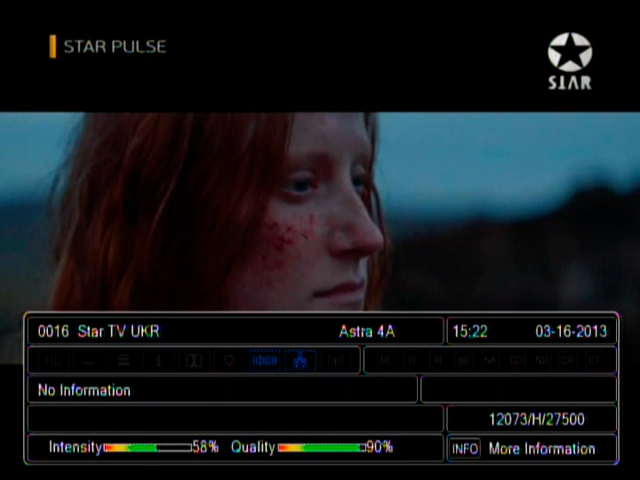 STAR PULSE
STAR
0016 Star TV UKR
Astra 4A
15:22
03-16-2013
HD
$
No Information
12073/H/27500
Intensity
58%
Quality
90%
INFO
More Information